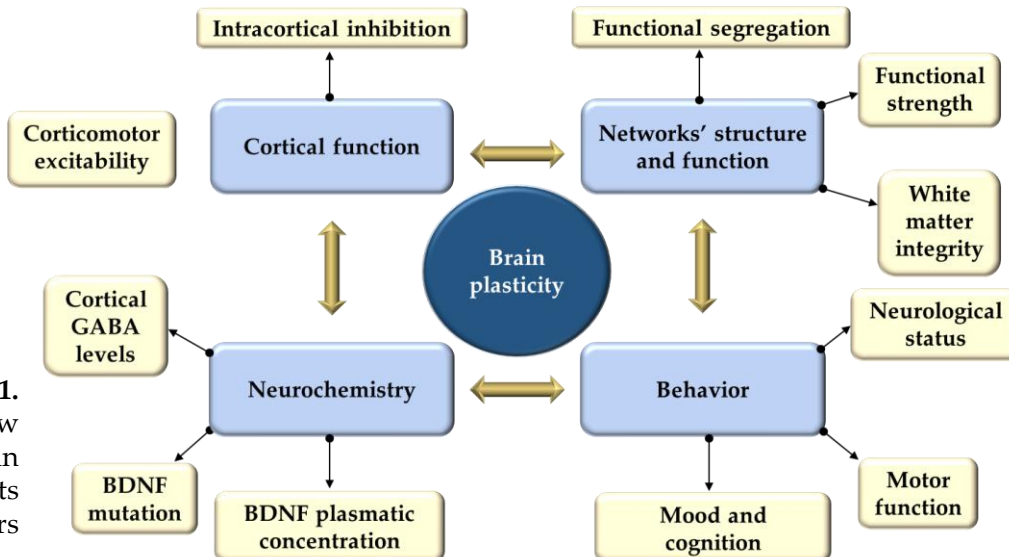 Intracortical inhibition
Functional segregation
Functional
strength
Corticomotor
excitability
Cortical function
Networks' structure
and function
White
matter
integrity
Brain
plasticity
Cortical
GABA
levels
Neurological
status
Neurochemistry
Behavior
1.
BDNF
mutation
BDNF plasmatic
concentration
Mood and
cognition
Motor
function